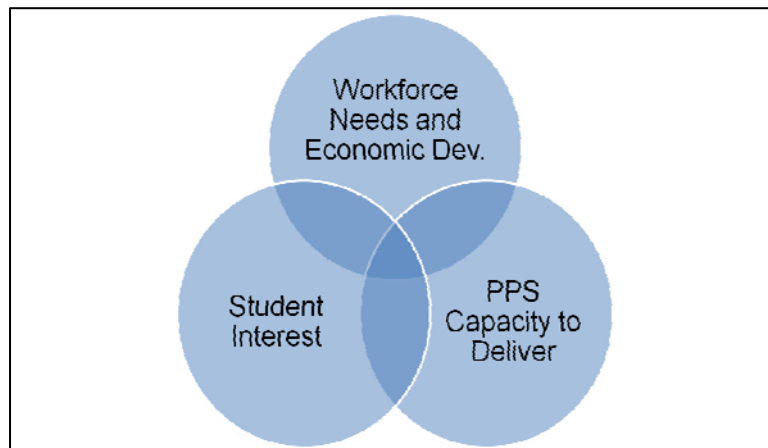 Workforce
Needs and
Economic Dev.
Student
Interest
PPS
Capacity to
Deliver